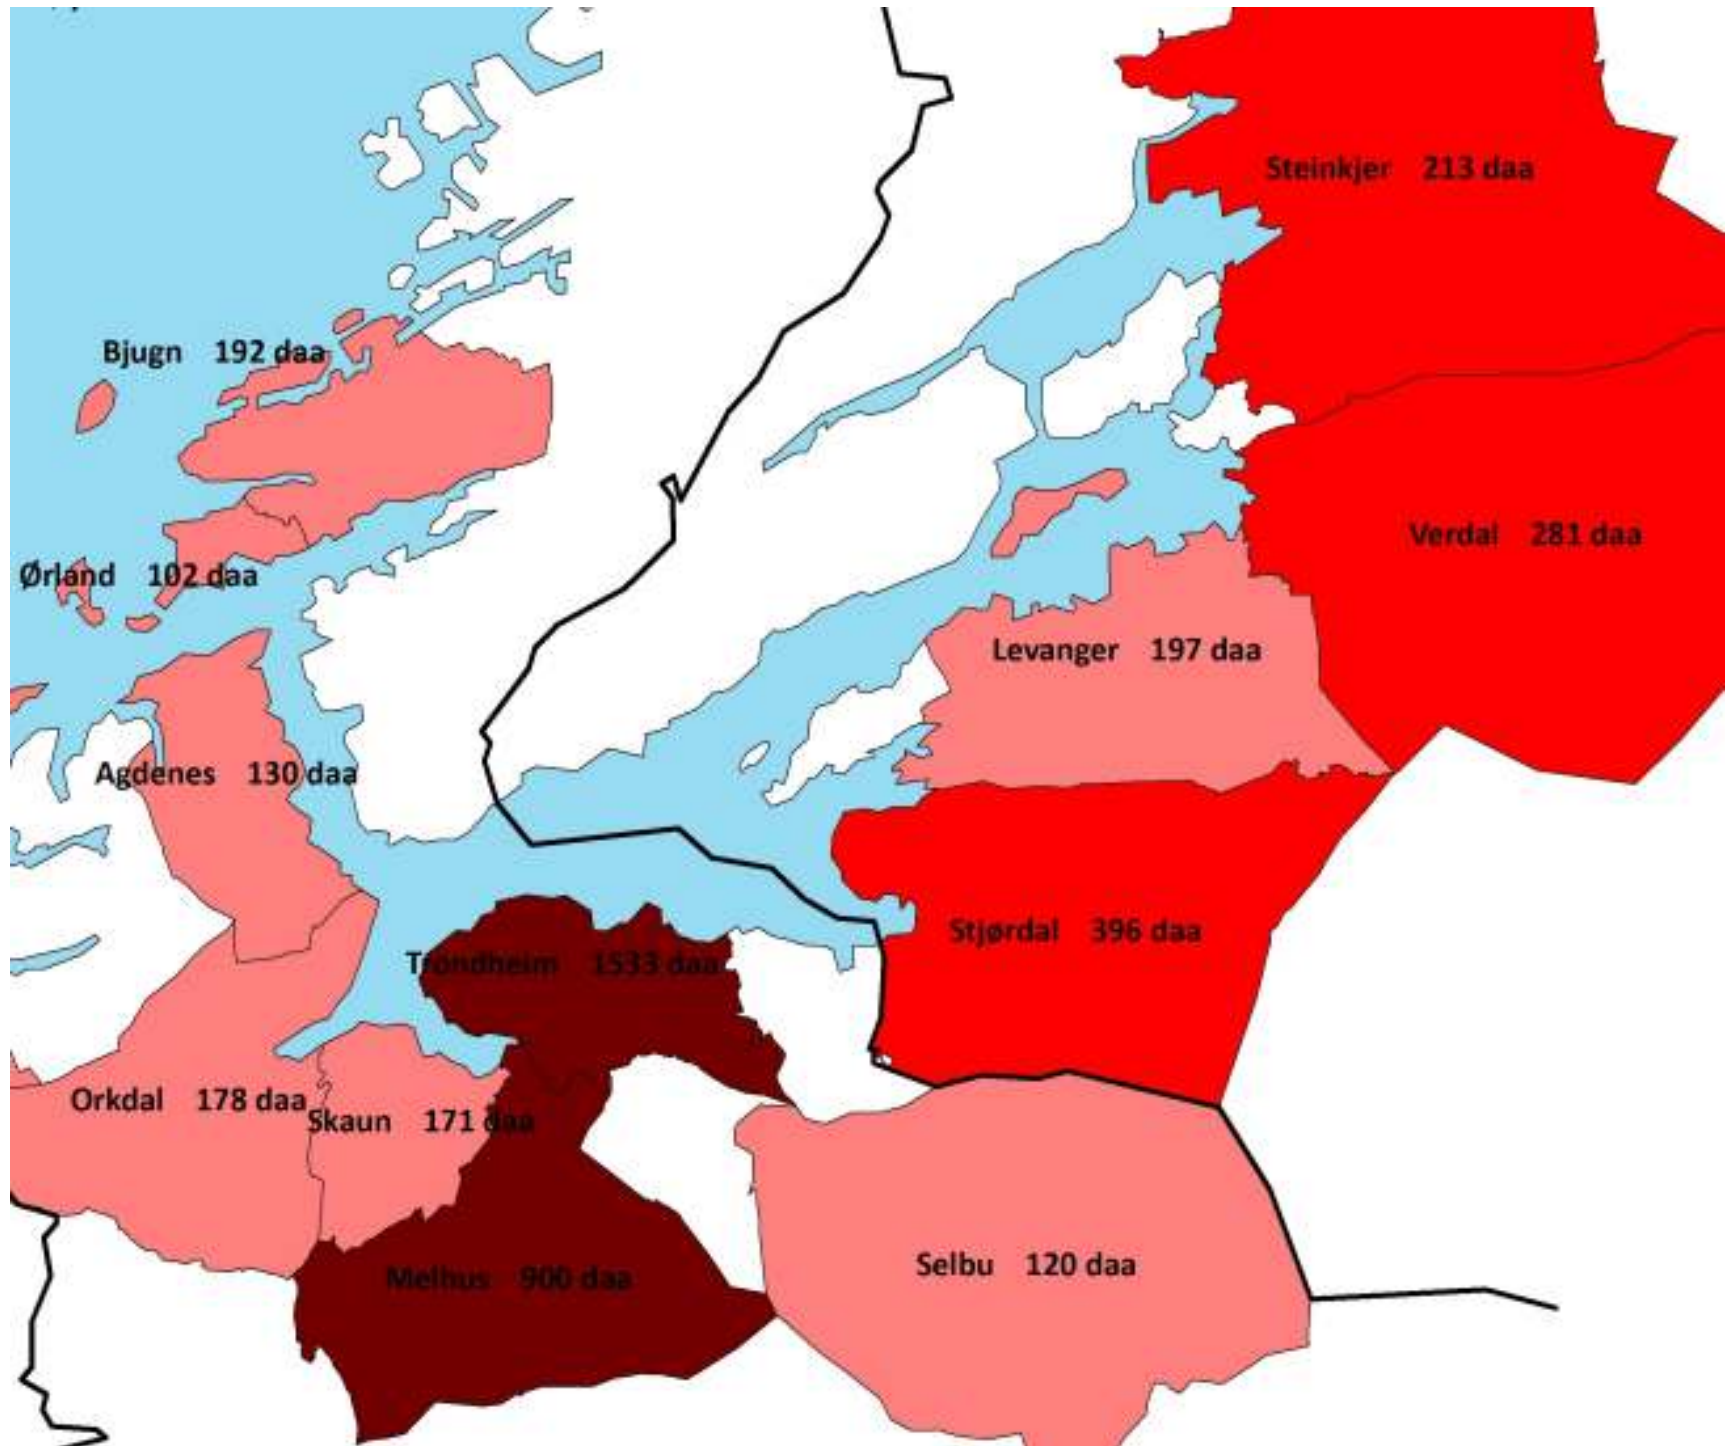 Steinkjer 213 daa
Bjugn 192 daa
Verdal 281 daa
Ørland 102 daa
Levanger 197 daa
Agdenes 130 daa
Stjørdal 396 daa
Trondheim 1533 daa
Orkdal 178 daa
Skaun 171 daa
Selbu 120 daa
Melhus 900 daa